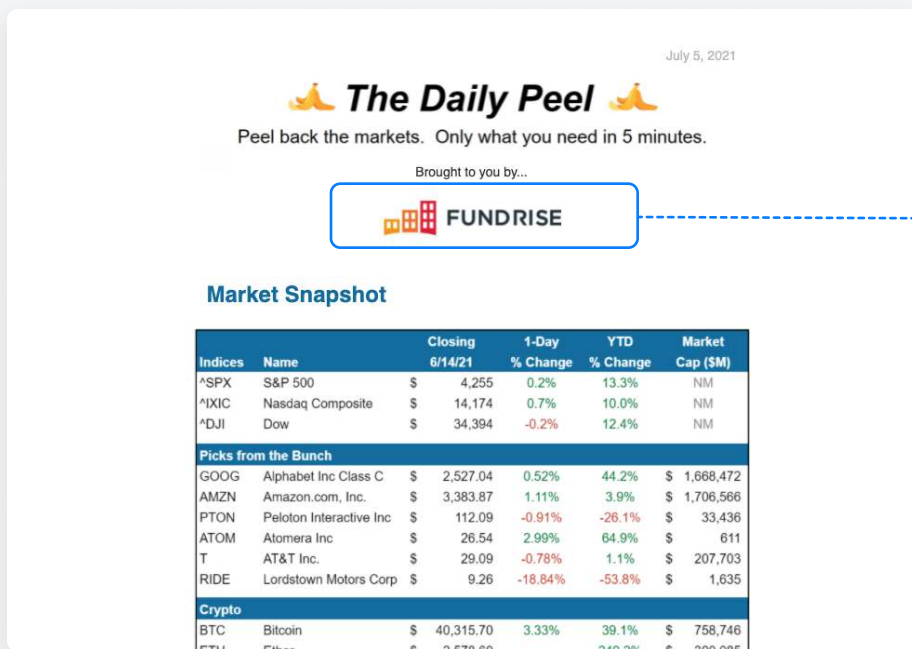 July 5, 2021
The Daily Peel
Peel back the markets. Only what you need in 5 minutes.
Brought to you by...
FUNDRISE
Market Snapshot
Closing 1-Day YTD Market
Indices Name 6/14/21 % Change % Change Cap ($M)
^SPX S&P 500 $ 4,255 0.2% 13.3% NM
^IXIC Nasdaq Composite $ 14,174 0.7% 10.0% NM
^DJI Dow $ 34,394 -0.2% 12.4% NM
Picks from the Bunch
GOOG Alphabet Inc Class C $ 2,527.04 0.52% 44.2% $ 1,668,472
AMZN Amazon.com, Inc. $ 3,383.87 1.11% 3.9% $ 1,706,566
PTON Peloton Interactive Inc $ 112.09 -0.91% -26.1% $ 33,436
ATOM Atomera Inc $ 26.54 2.99% 64.9% $ 611
T AT&T Inc. $ 29.09 -0.78% 1.1% $ 207,703
RIDE Lordstown Motors Corp $ 9.26 -18.84% -53.8% $ 1,635
Crypto
BTC Bitcoin $ 40,315.70 3.33% 39.1% $ 758,746